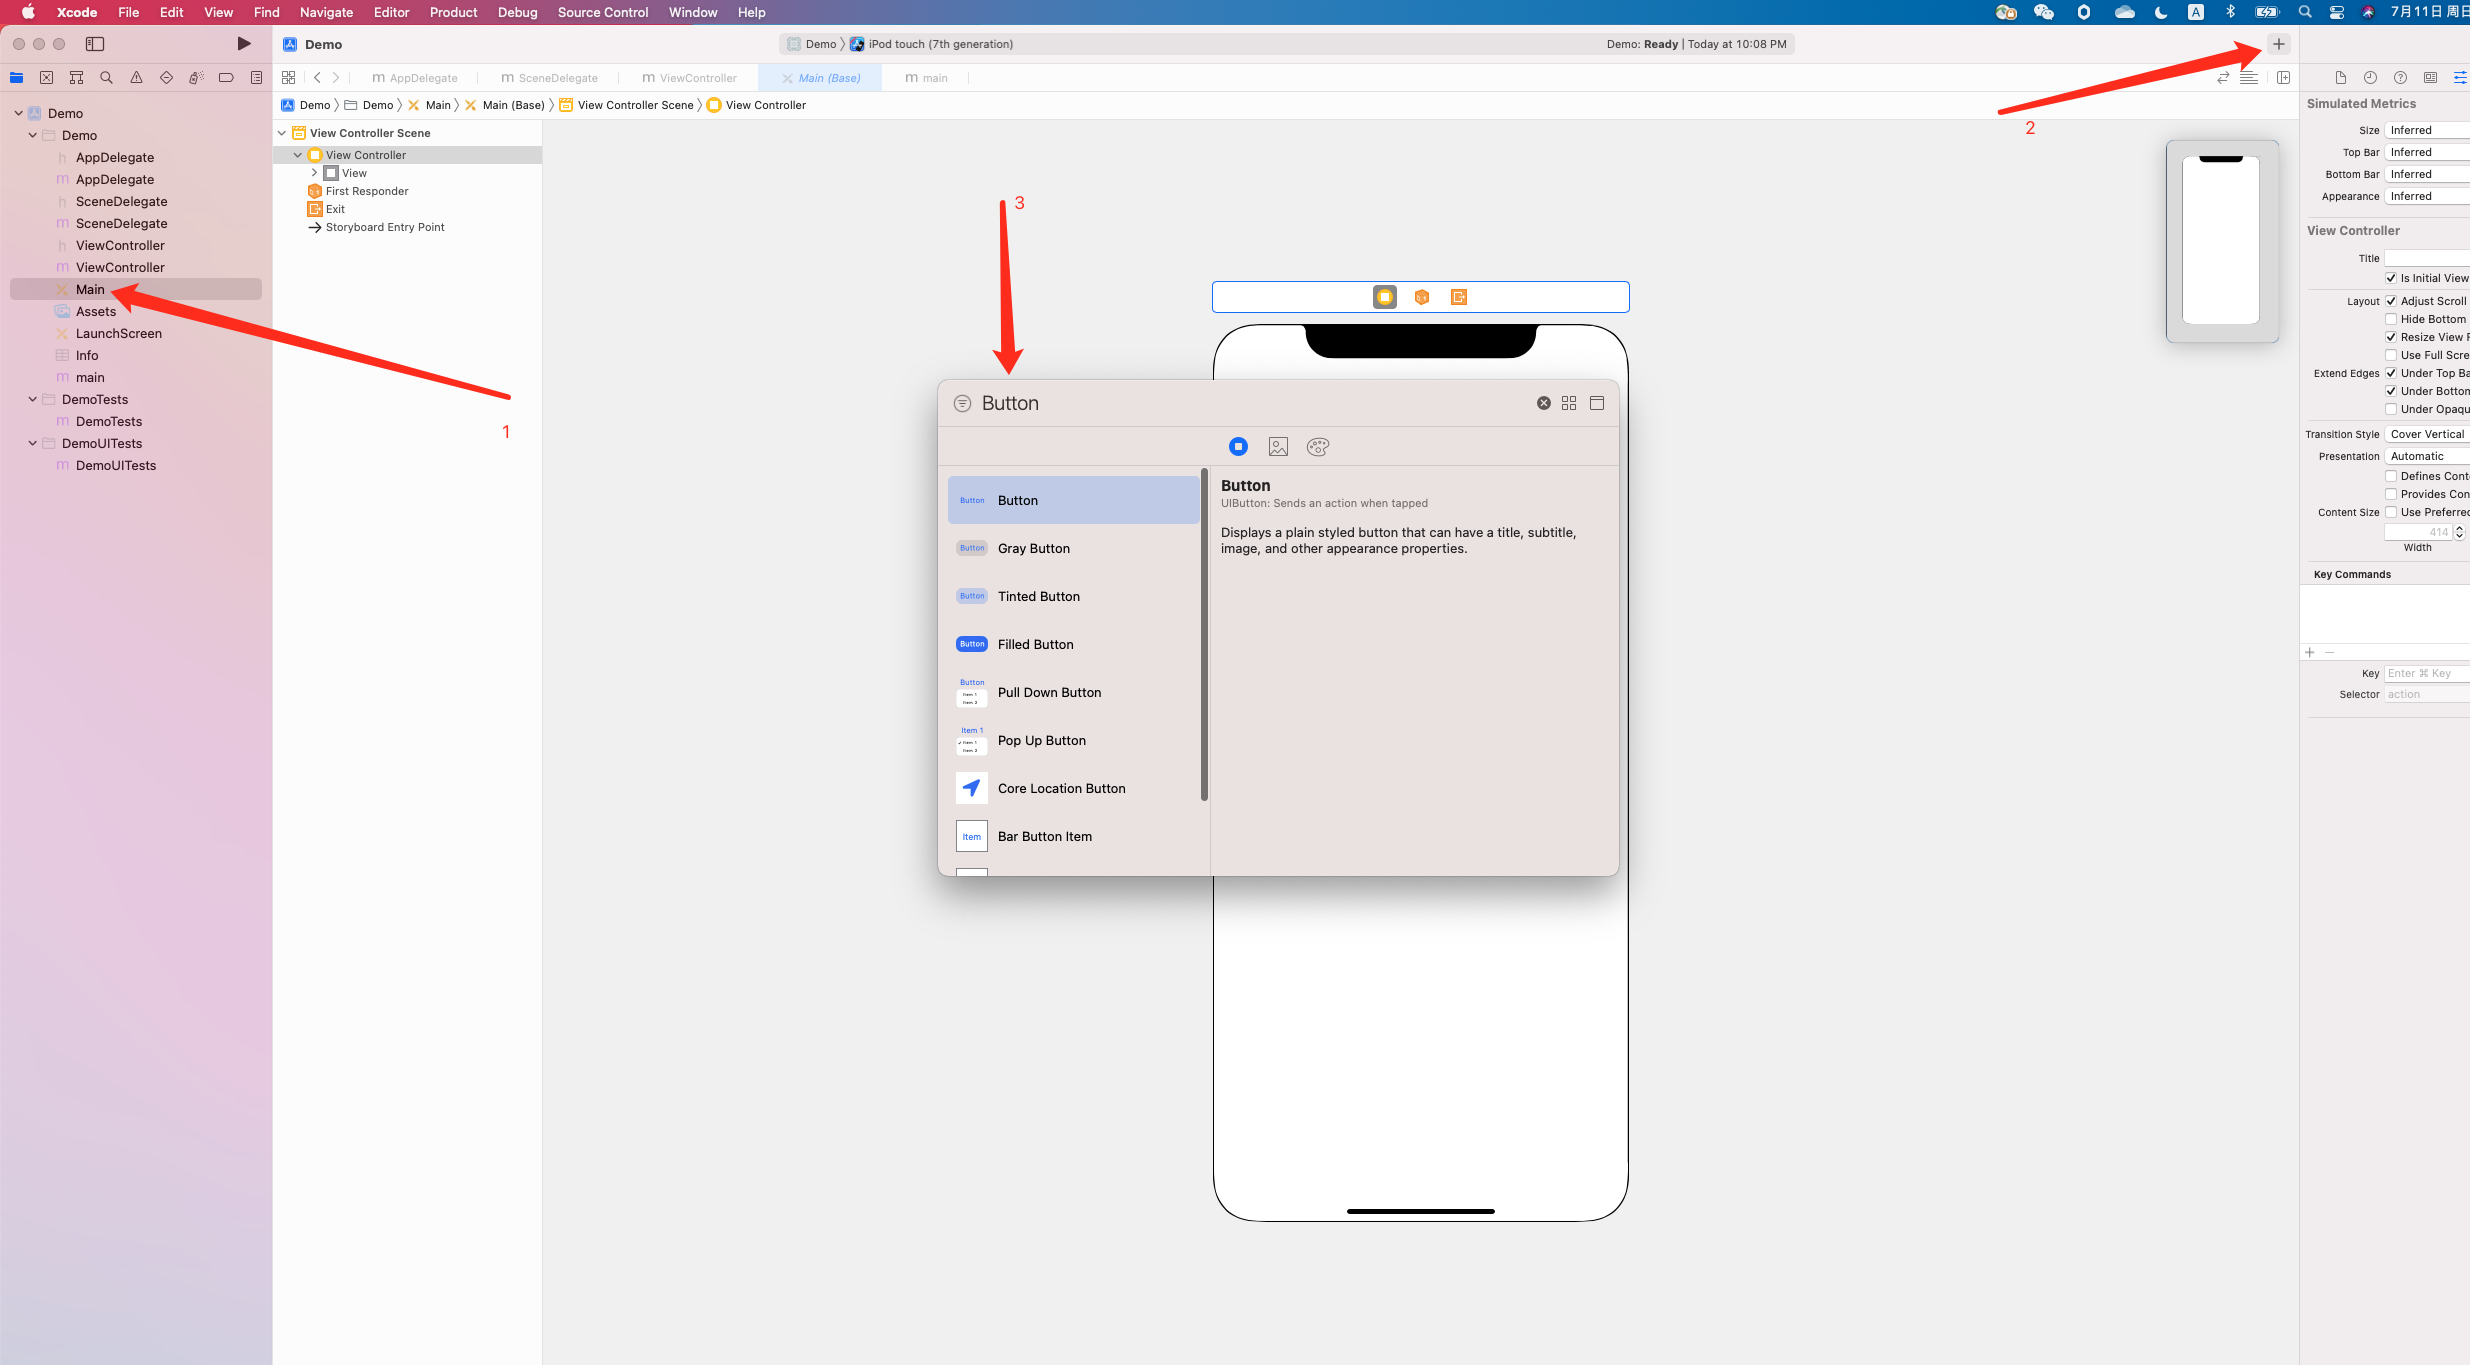 Xcode File Edit View Find Navigate Editor Product Debug Source Control Window Help
A
7月11日 周日
Demo
Demo
iPod touch (7th generation)
Demo: Ready | Today at 10:08 PM
AppDelegate
SceneDelegate
ViewController
Main (Base)
main
Demo
Demo
Main
Main (Base)
View Controller Scene
View Controller
Demo
Demo
AppDelegate
AppDelegate
SceneDelegate
SceneDelegate
ViewController
ViewController
Main
Assets
LaunchScreen
Info
main
DemoTests
DemoTests
DemoUITests
DemoUITests
View Controller Scene
View Controller
View
First Responder
Exit
Storyboard Entry Point
1
2
3
Button
Button Button
Button Gray Button
Button Tinted Button
Button Filled Button
Button
Item 1
Item 2
Pull Down Button
Item 1
Item 1
Item 2
Pop Up Button
Core Location Button
Item Bar Button Item
Button
UIButton: Sends an action when tapped
Displays a plain styled button that can have a title, subtitle,
image, and other appearance properties.
Simulated Metrics
Size Inferred
Top Bar Inferred
Bottom Bar Inferred
Appearance Inferred
View Controller
Title
Is Initial View
Layout Adjust Scroll
Hide Bottom
Resize View F
Use Full Scre
Extend Edges Under Top Ba
Under Bottom
Under Opaqu
Transition Style Cover Vertical
Presentation Automatic
Defines Cont
Provides Con
Content Size Use Preferred
414
Width
Key Commands
Key Enter ⌘ Key
Selector action